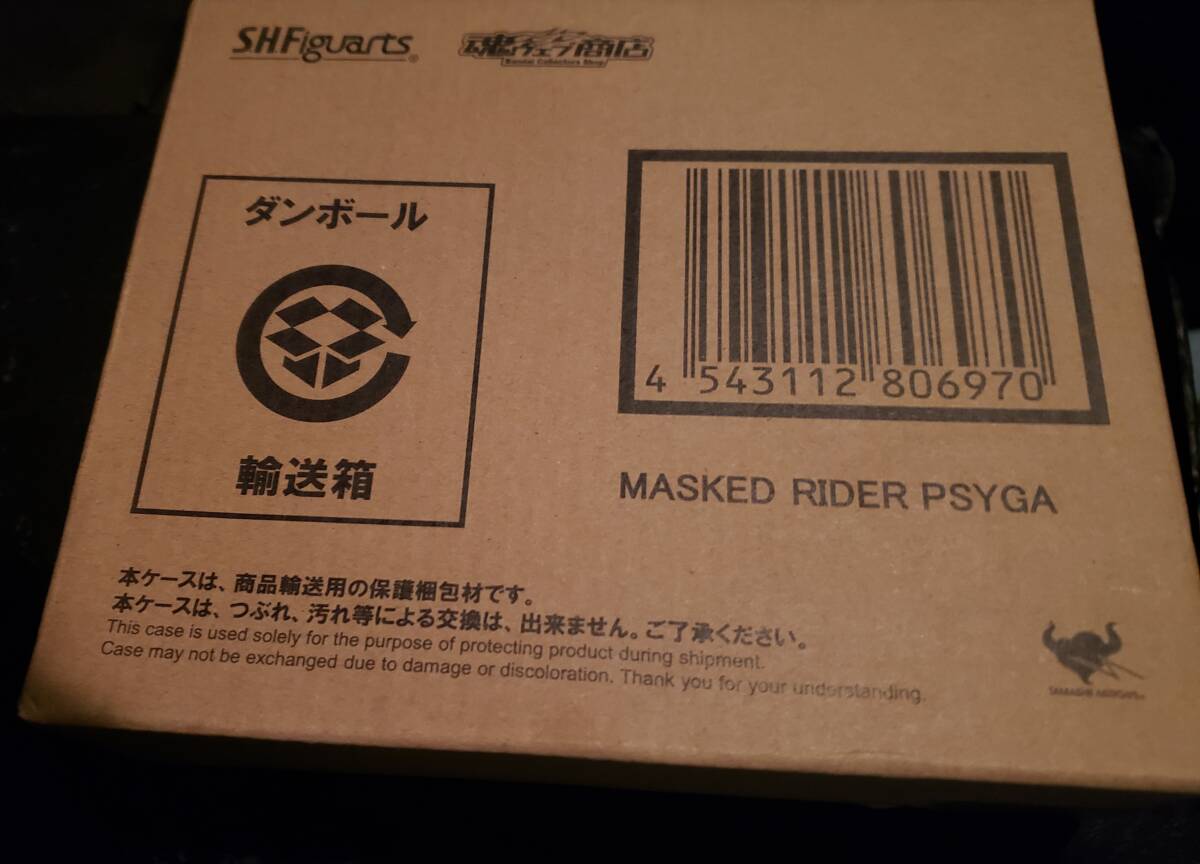 S.H.Figuarts
魂ウェブ商店
Bandai Collectors Shop
ダンボール
輸送箱
4 543112 806970
MASKED RIDER PSYGA
本ケースは、商品輸送用の保護梱包材です。
本ケースは、つぶれ、汚れ等による交換は、出来ません。ご了承ください。
This case is used solely for the purpose of protecting product during shipment.
Case may not be exchanged due to damage or discoloration. Thank you for your understanding.
TAMASHII NATIONS